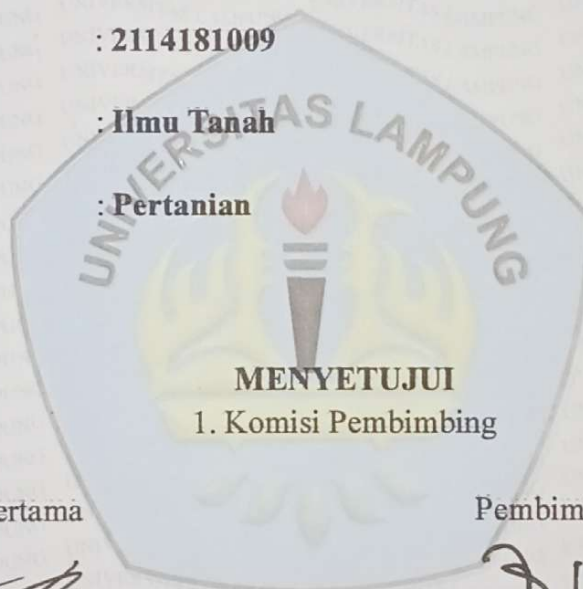 : 2114181009
: Ilmu Tanah
: Pertanian
UNIVERSITAS LAMPUNG
MENYETUJUI
1. Komisi Pembimbing
ertama Pembim